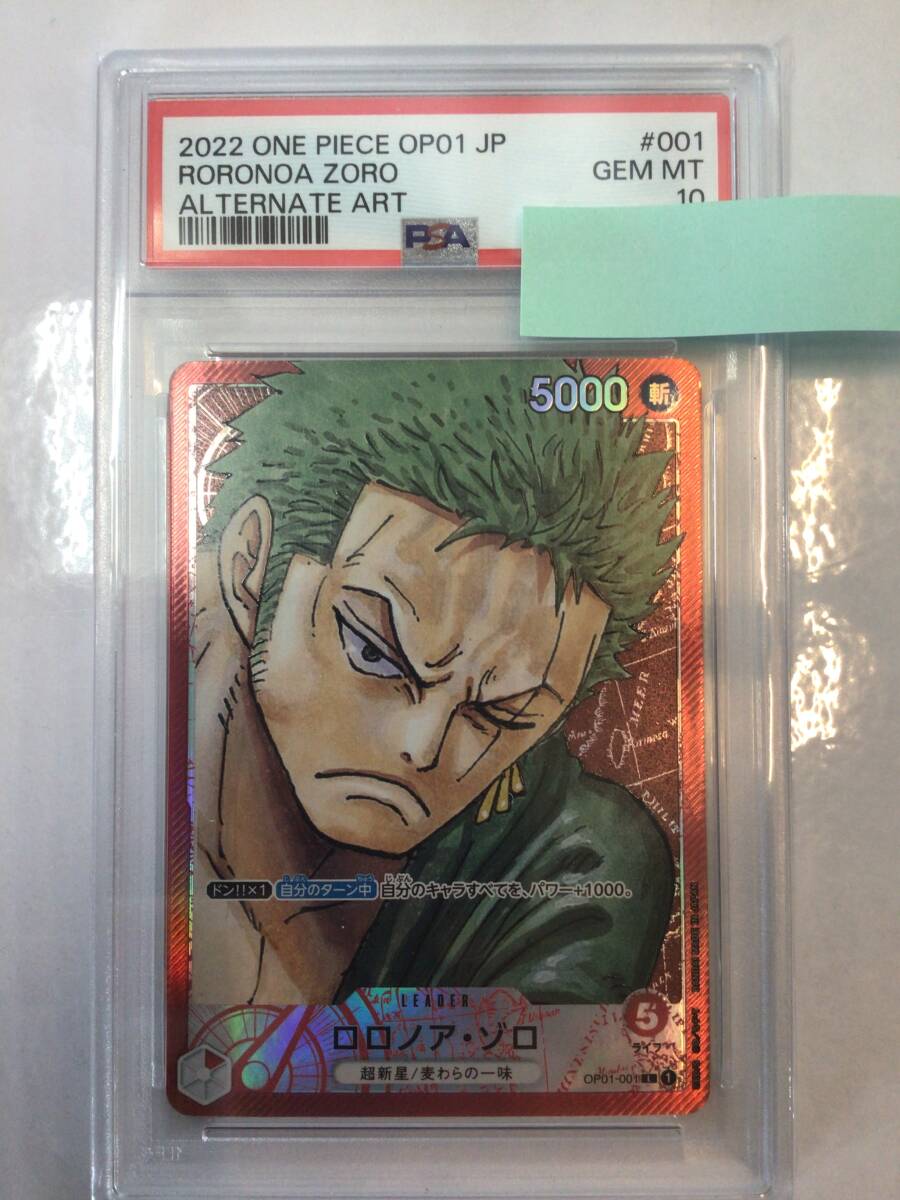 2022 ONE PIECE OP01 JP #001
RORONOA ZORO GEM MT
ALTERNATE ART 10
PSA
5000 斬
MEER
ドン!!×1 自分のターン中 自分のキャラすべてを、パワー+1000。
LEADER
ロロノア・ゾロ
5
ライフ
超新星/麦わらの一味
OP01-001 L 1